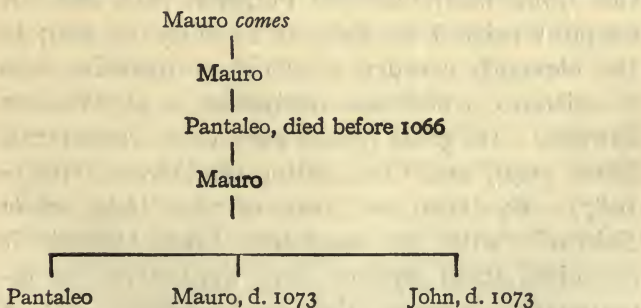 Mauro comes
Mauro
Pantaleo, died before 1066
Mauro
Pantaleo Mauro, d. 1073 John, d. 1073